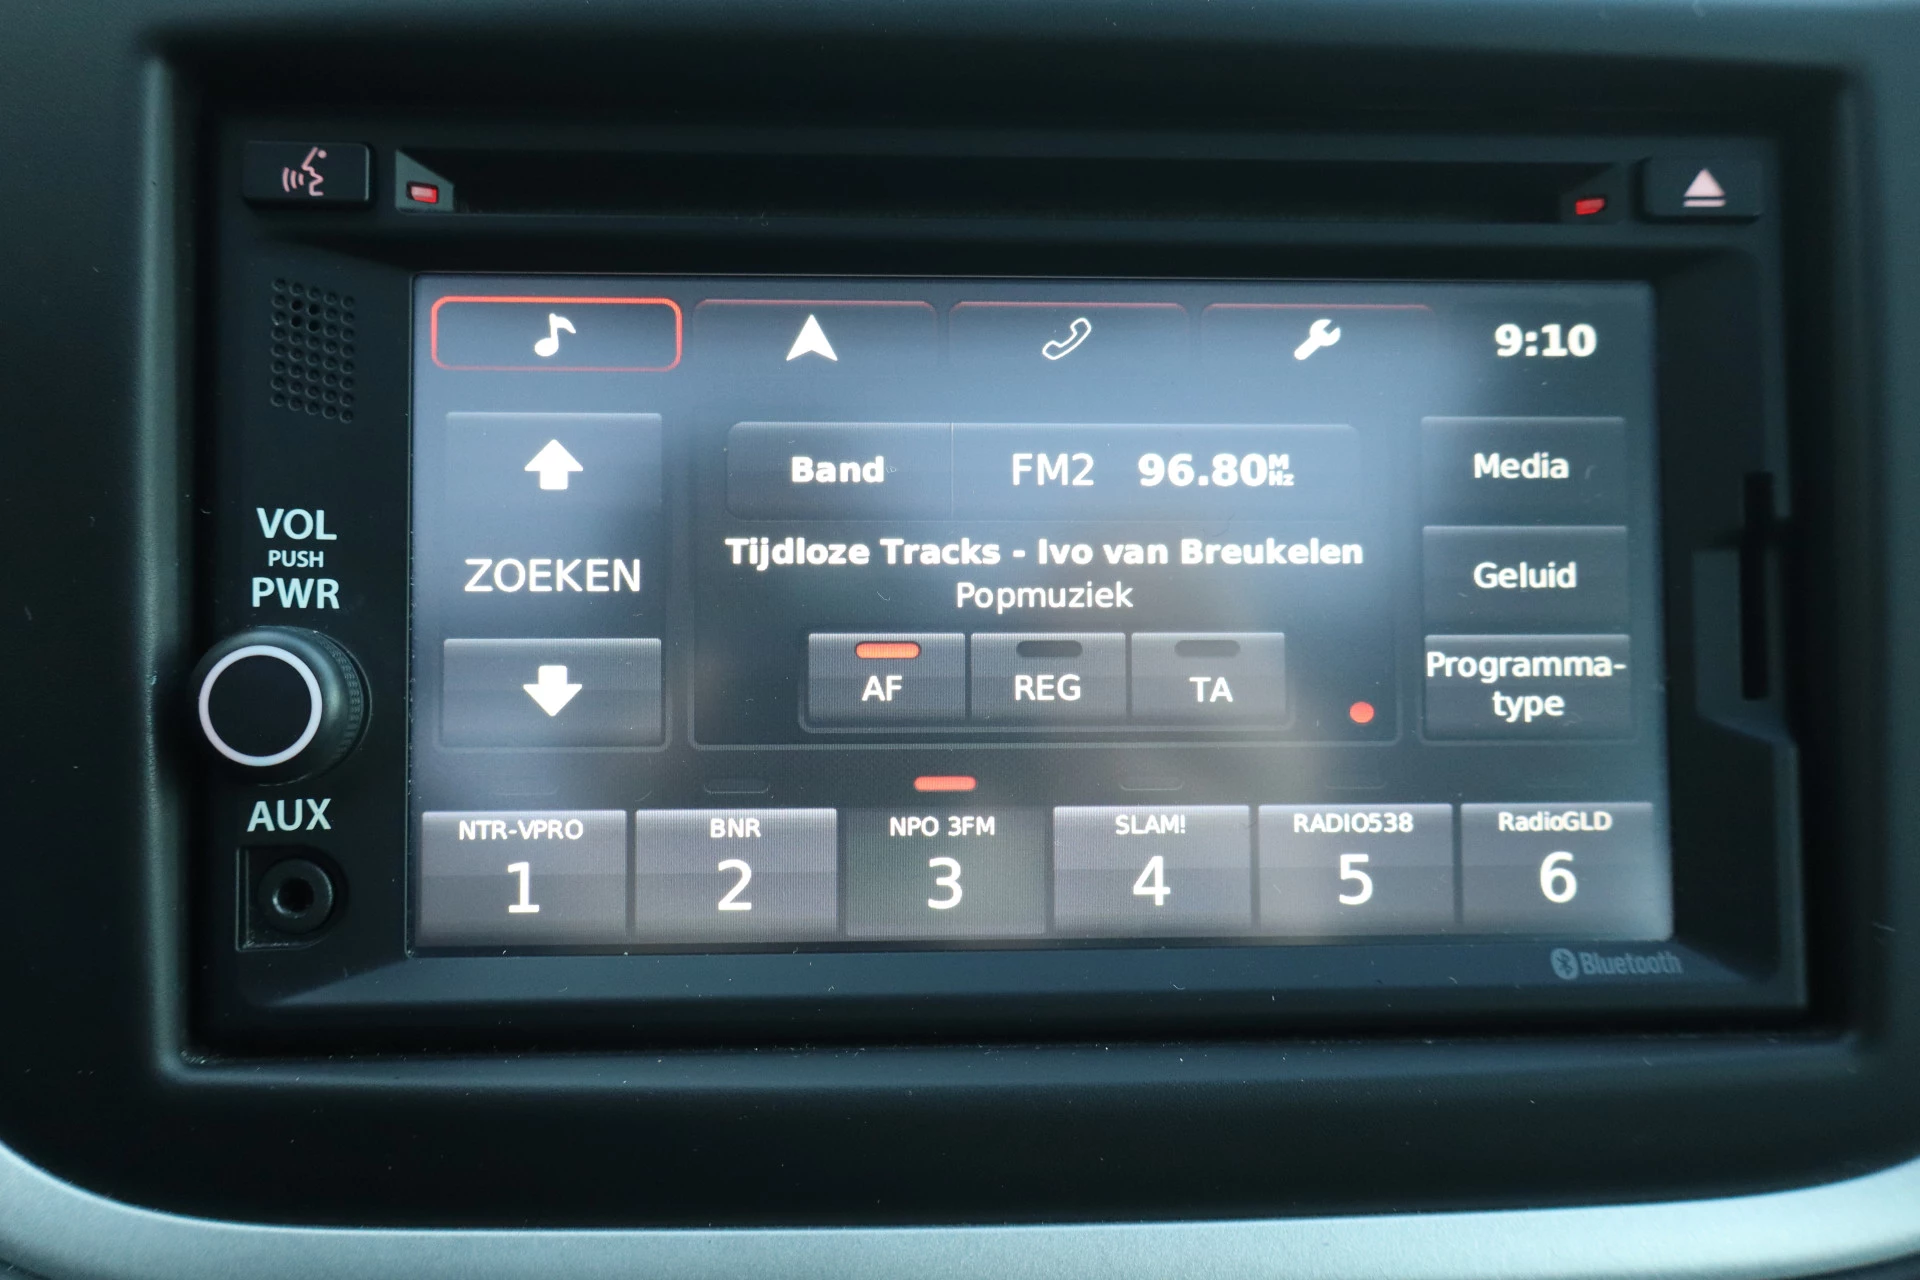 9:10
Band FM2 96.80 MHz
Media
Tijdloze Tracks - Ivo van Breukelen
Popmuziek
ZOEKEN
Geluid
VOL
PUSH
PWR
AF REG TA
Programma-
type
AUX
NTR-VPRO BNR NPO 3FM SLAM! RADIO538 RadioGLD
1 2 3 4 5 6
Bluetooth